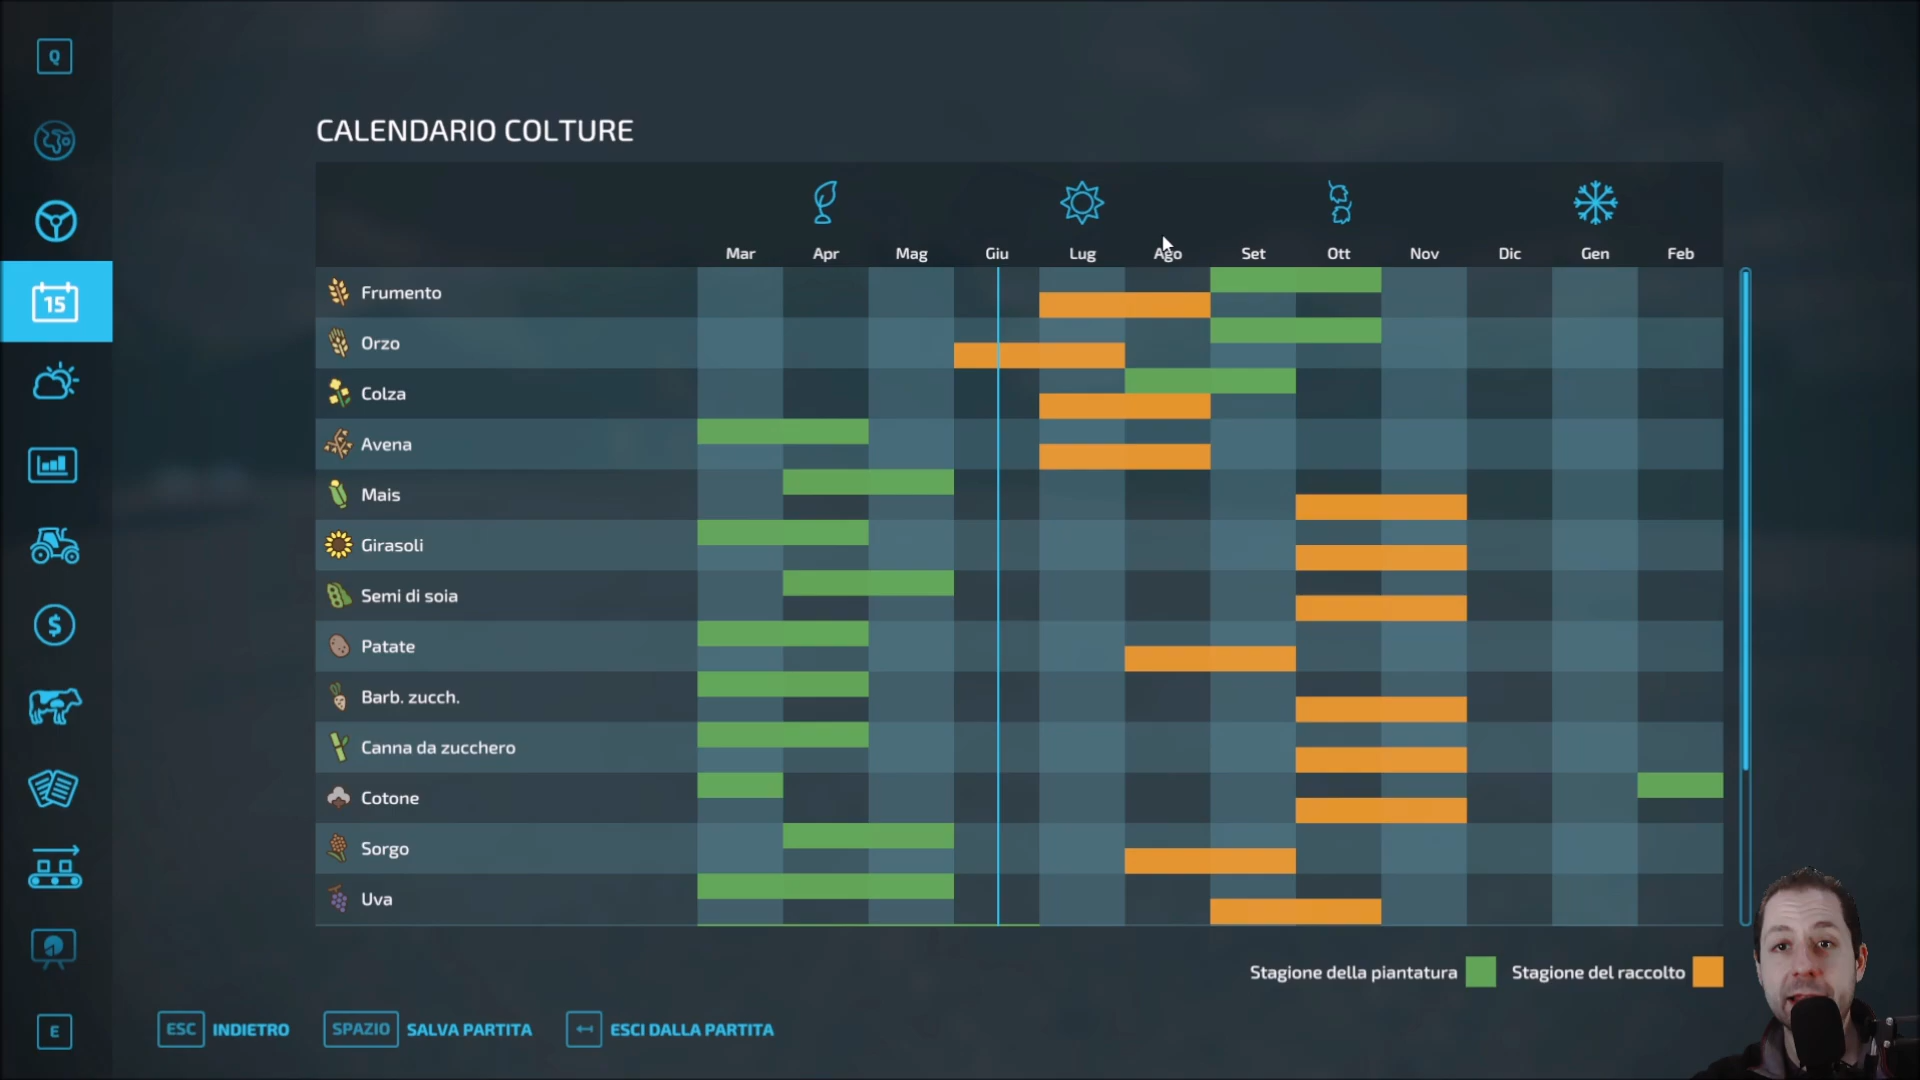 Q
CALENDARIO COLTURE
Mar Apr Mag Giu Lug Ago Set Ott Nov Dic Gen Feb
15
Frumento
Orzo
Colza
Avena
Mais
Girasoli
Semi di soia
Patate
Barb. zucch.
Canna da zucchero
Cotone
Sorgo
Uva
$
Stagione della piantatura Stagione del raccolto
E
ESC INDIETRO SPAZIO SALVA PARTITA ESCI DALLA PARTITA